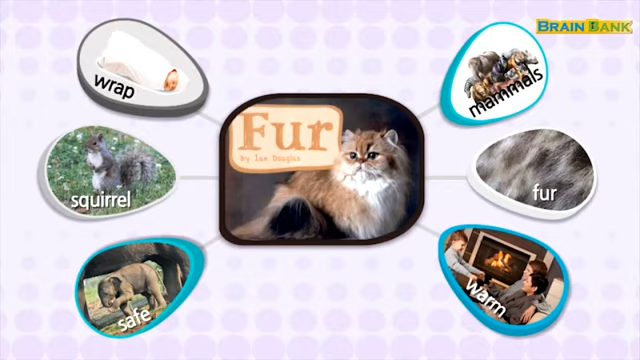 BRAIN BANK
wrap
mammals
Fur
by Ian Douglas
squirrel
fur
safe
warm